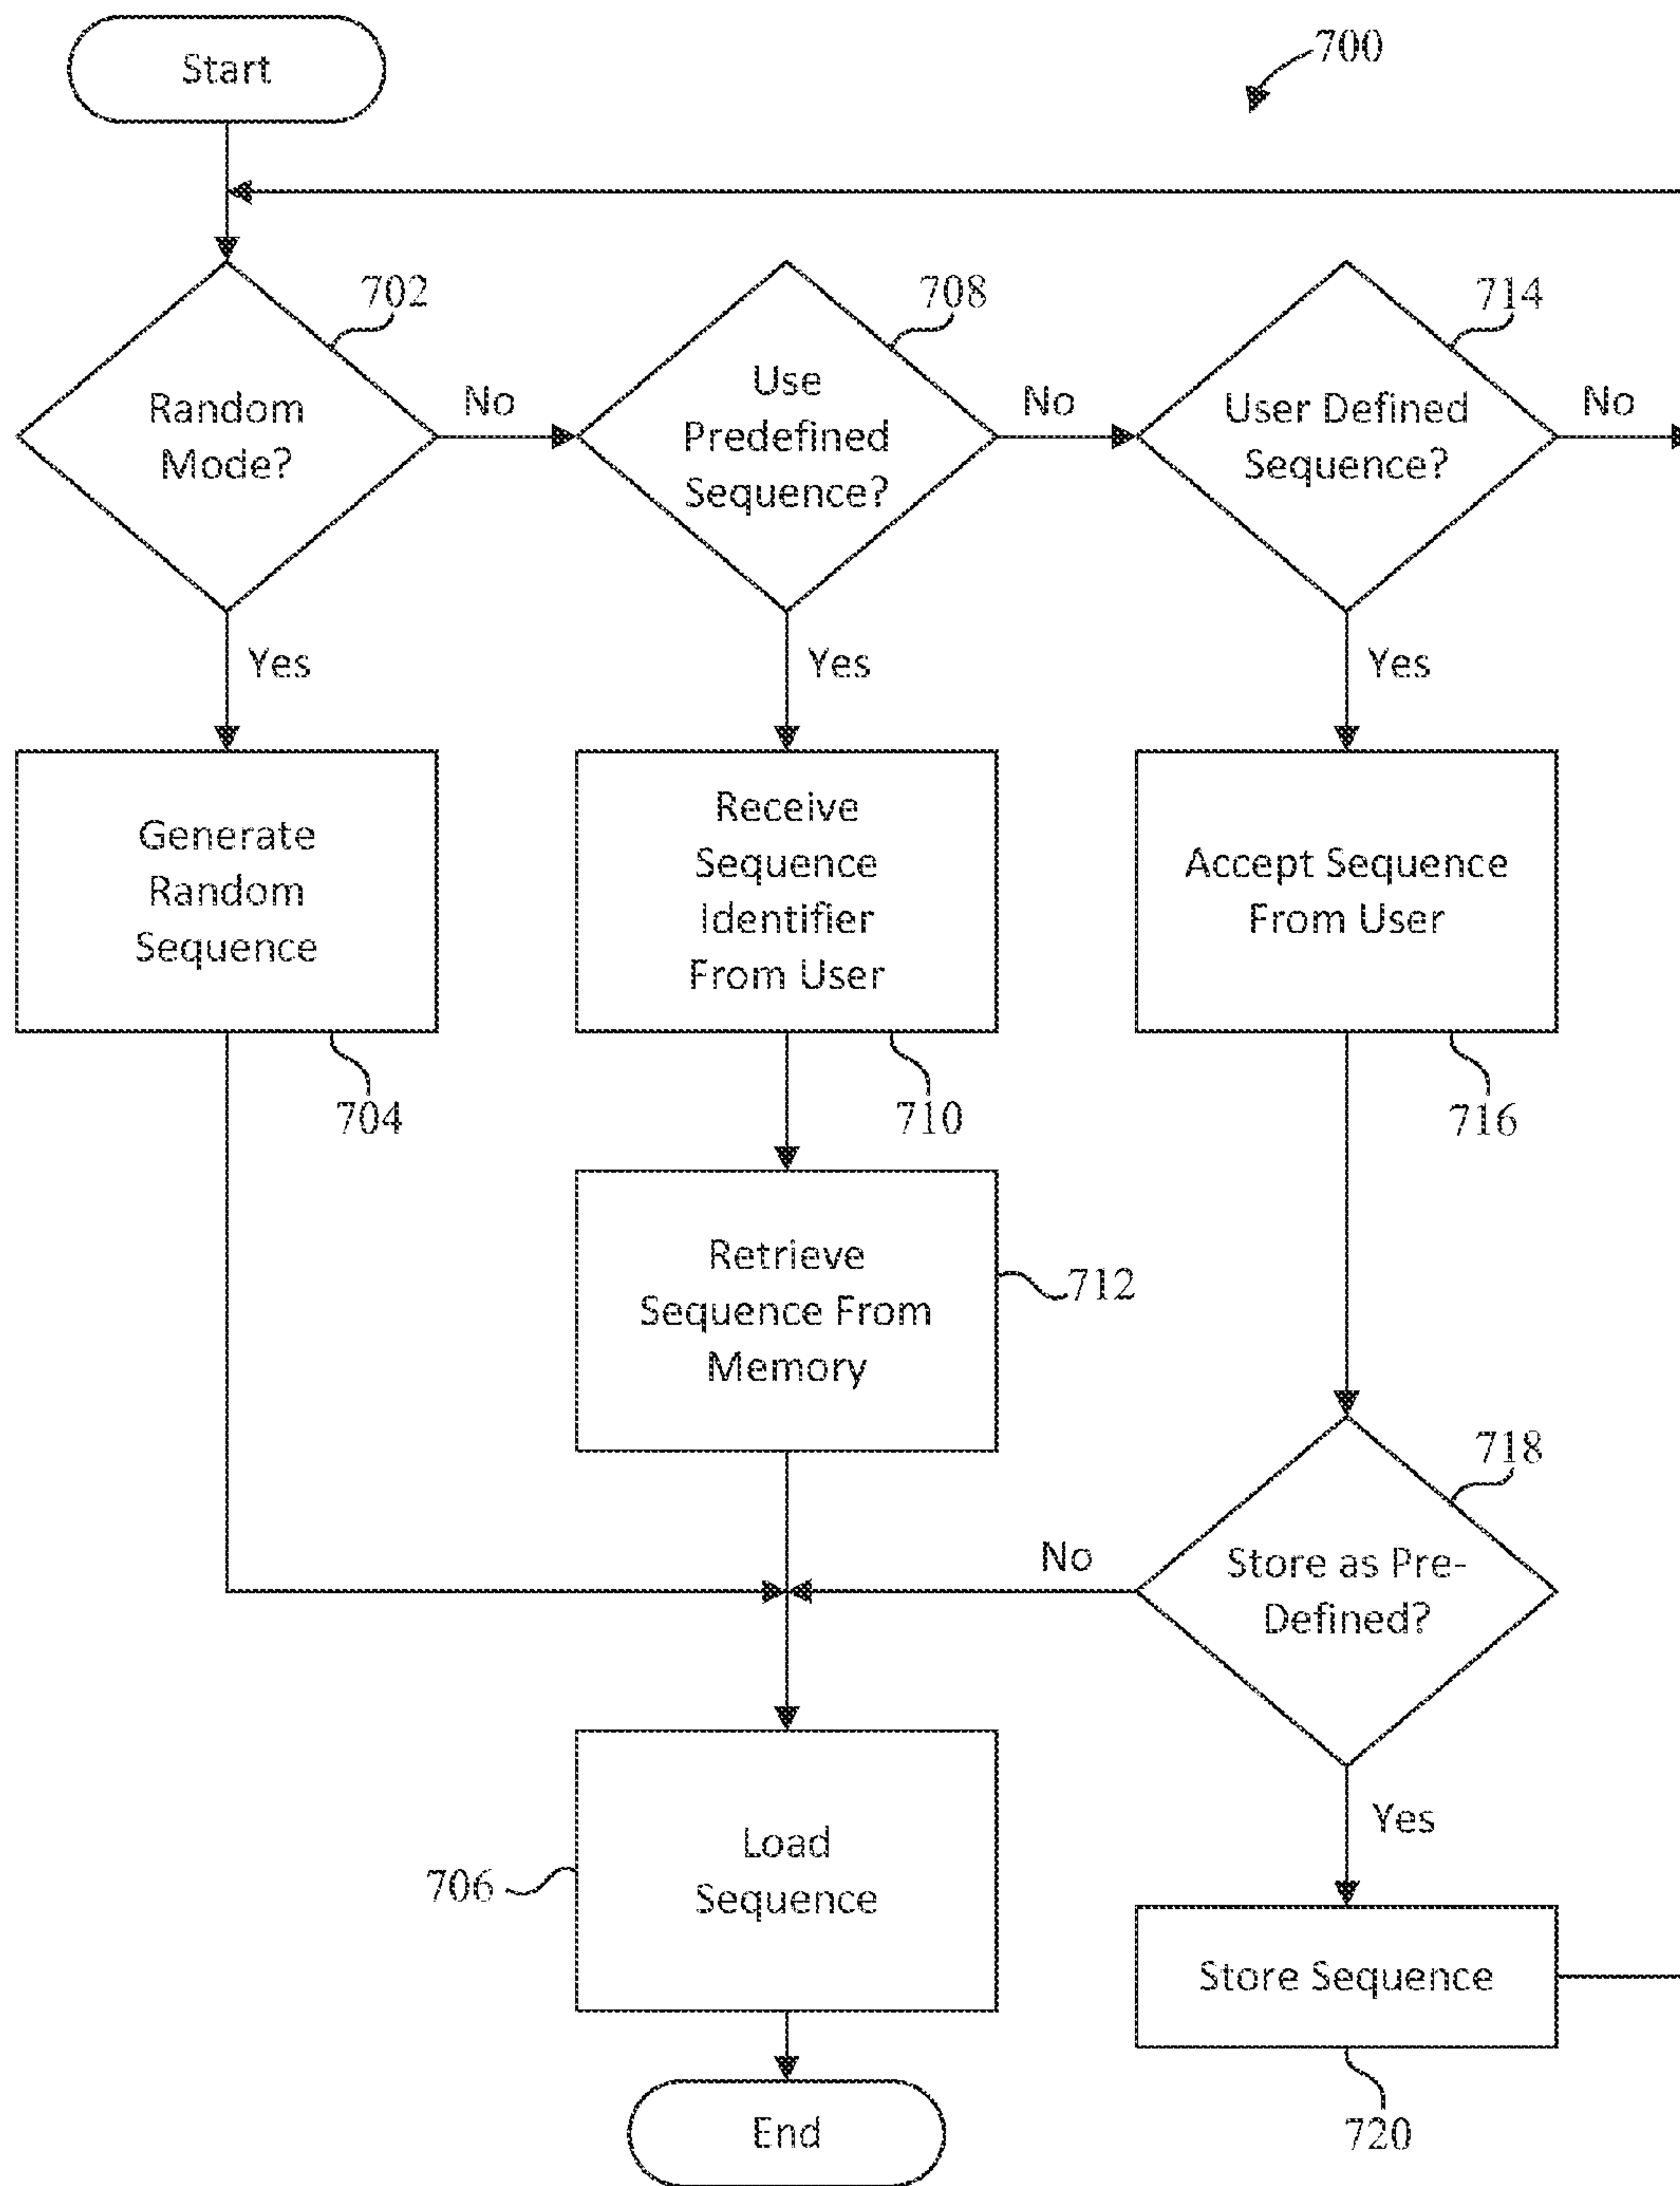 Start
700
702
708
714
Random
Mode?
No
Use
Predefined
Sequence?
No
User Defined
Sequence?
No
Yes
Yes
Yes
Generate
Random
Sequence
Receive
Sequence
Identifier
From User
Accept Sequence
From User
704
710
716
Retrieve
Sequence From
Memory
712
718
No
Store as Pre-
Defined?
Yes
Load
Sequence
706
Store Sequence
720
End